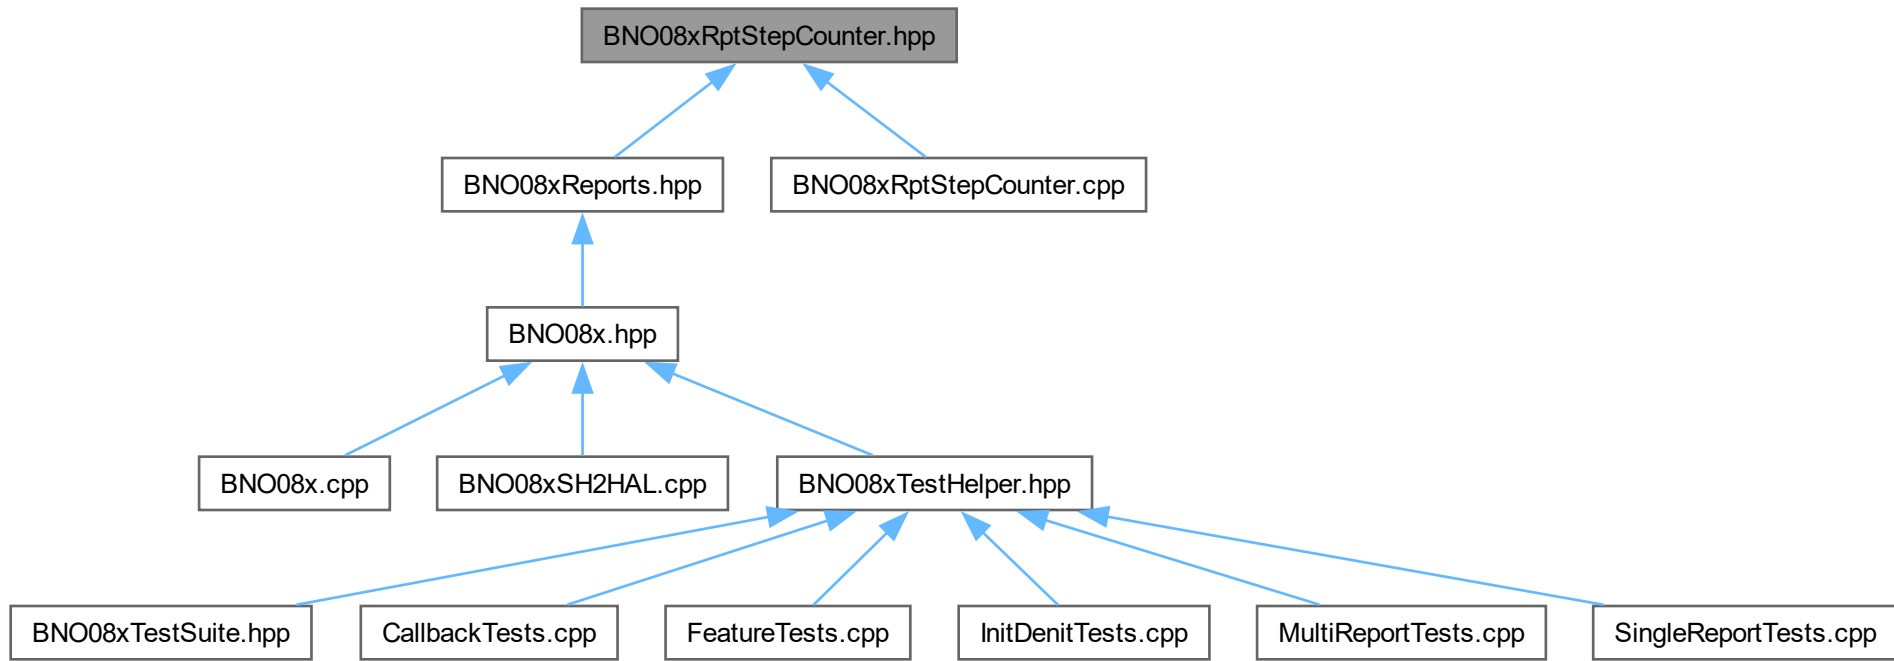 BNO08xRptStepCounter.hpp
BNO08xReports.hpp
BNO08xRptStepCounter.cpp
BNO08x.hpp
BNO08x.cpp
BNO08xSH2HAL.cpp
BNO08xTestHelper.hpp
BNO08xTestSuite.hpp
CallbackTests.cpp
FeatureTests.cpp
InitDenitTests.cpp
MultiReportTests.cpp
SingleReportTests.cpp